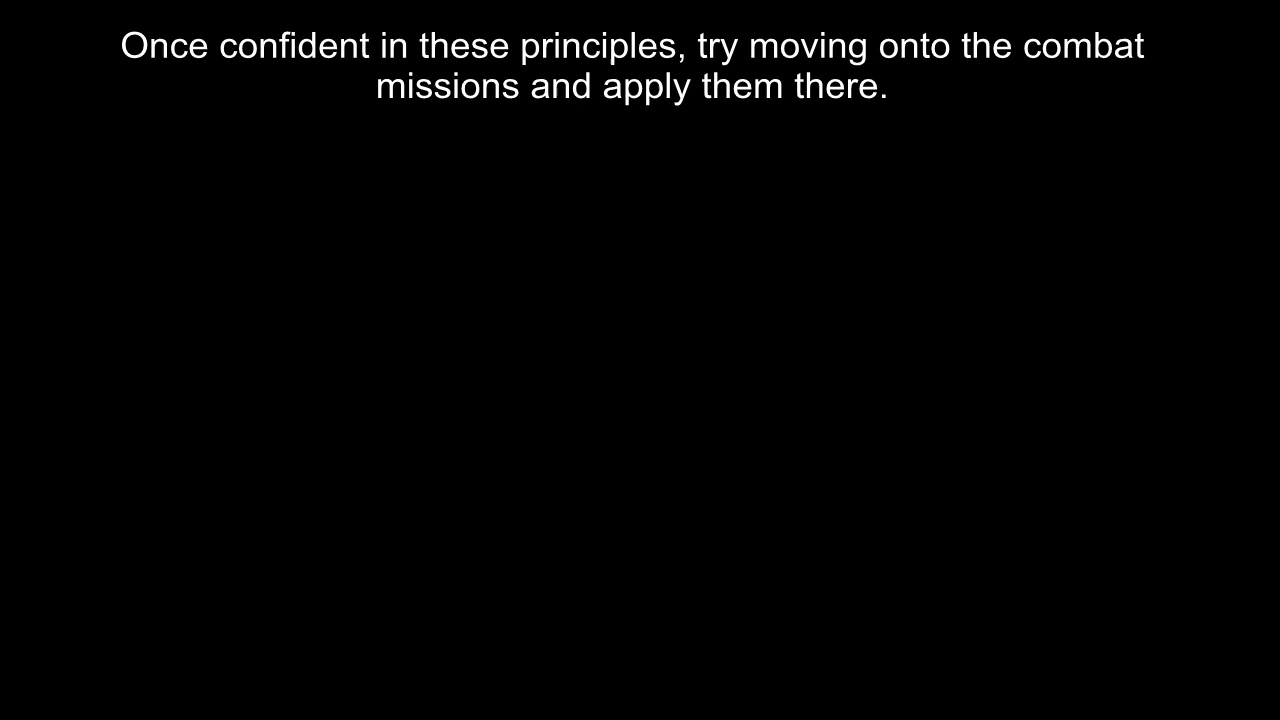 Once confident in these principles, try moving onto the combat
missions and apply them there.